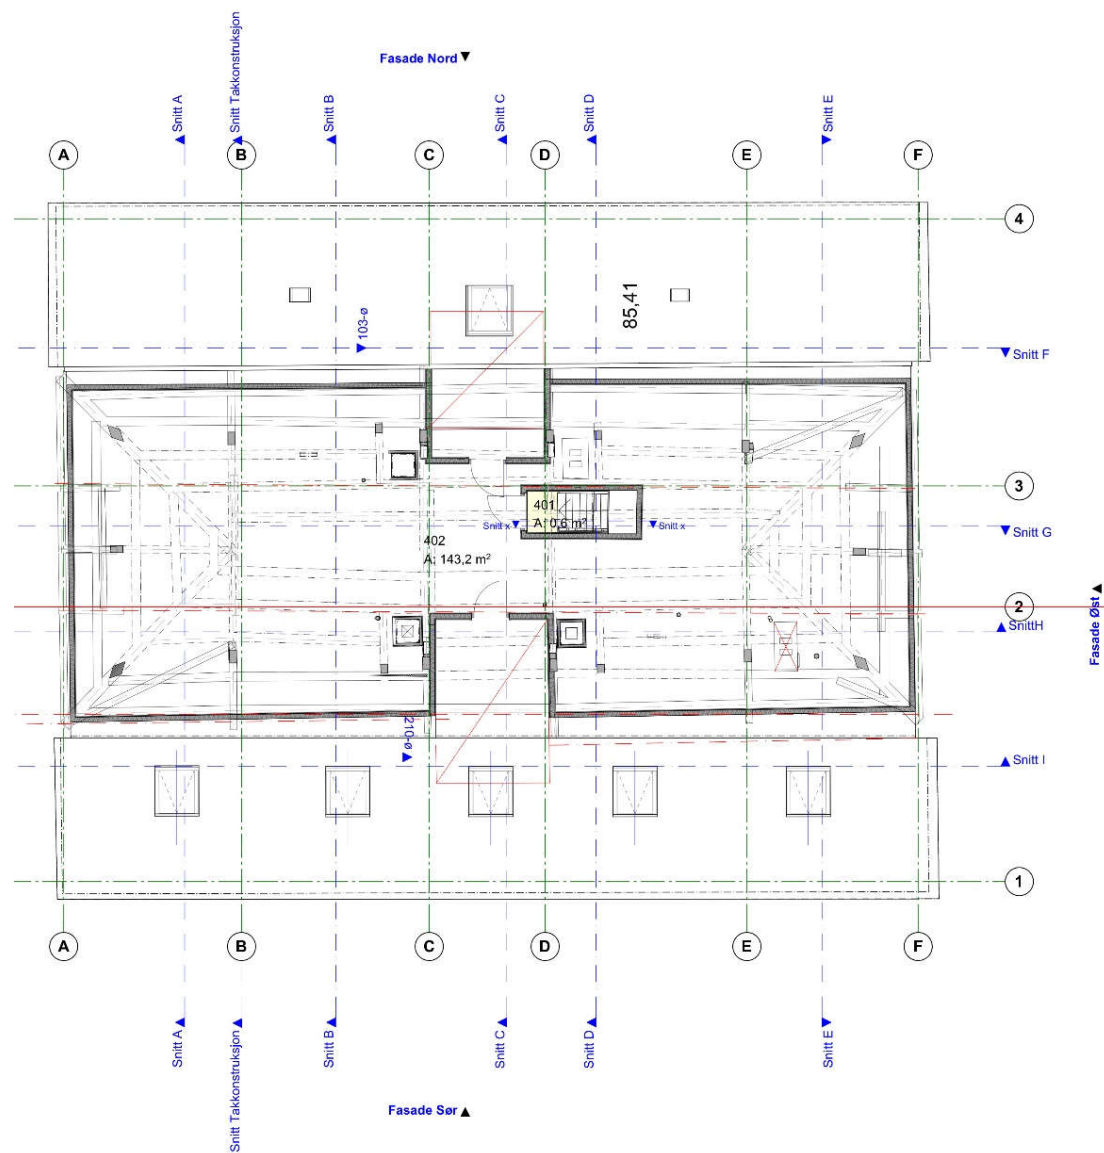 Fasade Nord
Snitt A
Snitt Takkonstruksjon
Snitt B
Snitt C
Snitt D
Snitt E
A
B
C
D
E
F
4
85,41
103-ø
Snitt F
3
401
A: 0,6 m²
Snitt x
Snitt x
Snitt G
402
A: 143,2 m²
2
SnittH
Fasade Øst
210-ø
Snitt I
1
A
B
C
D
E
F
Snitt A
Snitt Takkonstruksjon
Snitt B
Snitt C
Snitt D
Snitt E
Fasade Sør